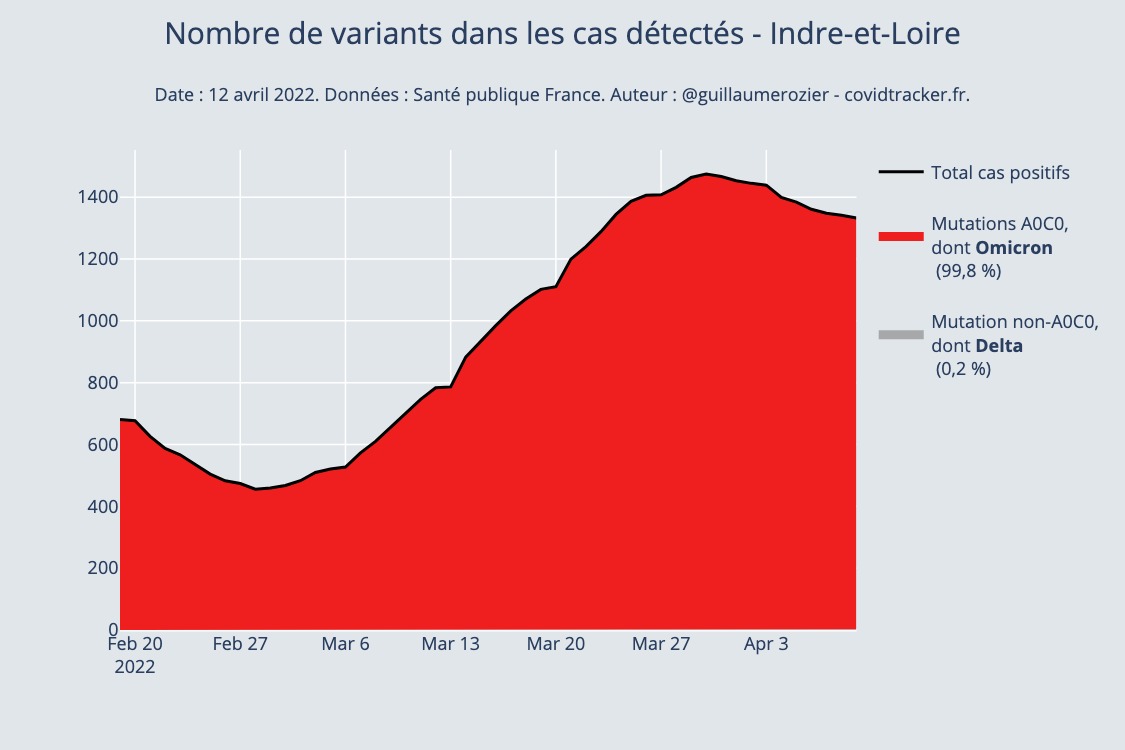 Nombre de variants dans les cas détectés - Indre-et-Loire
Date : 12 avril 2022. Données : Santé publique France. Auteur : @guillaumerozier - covidtracker.fr.
Total cas positifs
Mutations A0C0,
dont Omicron
(99,8 %)
Mutation non-A0C0,
dont Delta
(0,2 %)
1400
1200
1000
800
600
400
200
0
Feb 20 Feb 27 Mar 6 Mar 13 Mar 20 Mar 27 Apr 3
2022